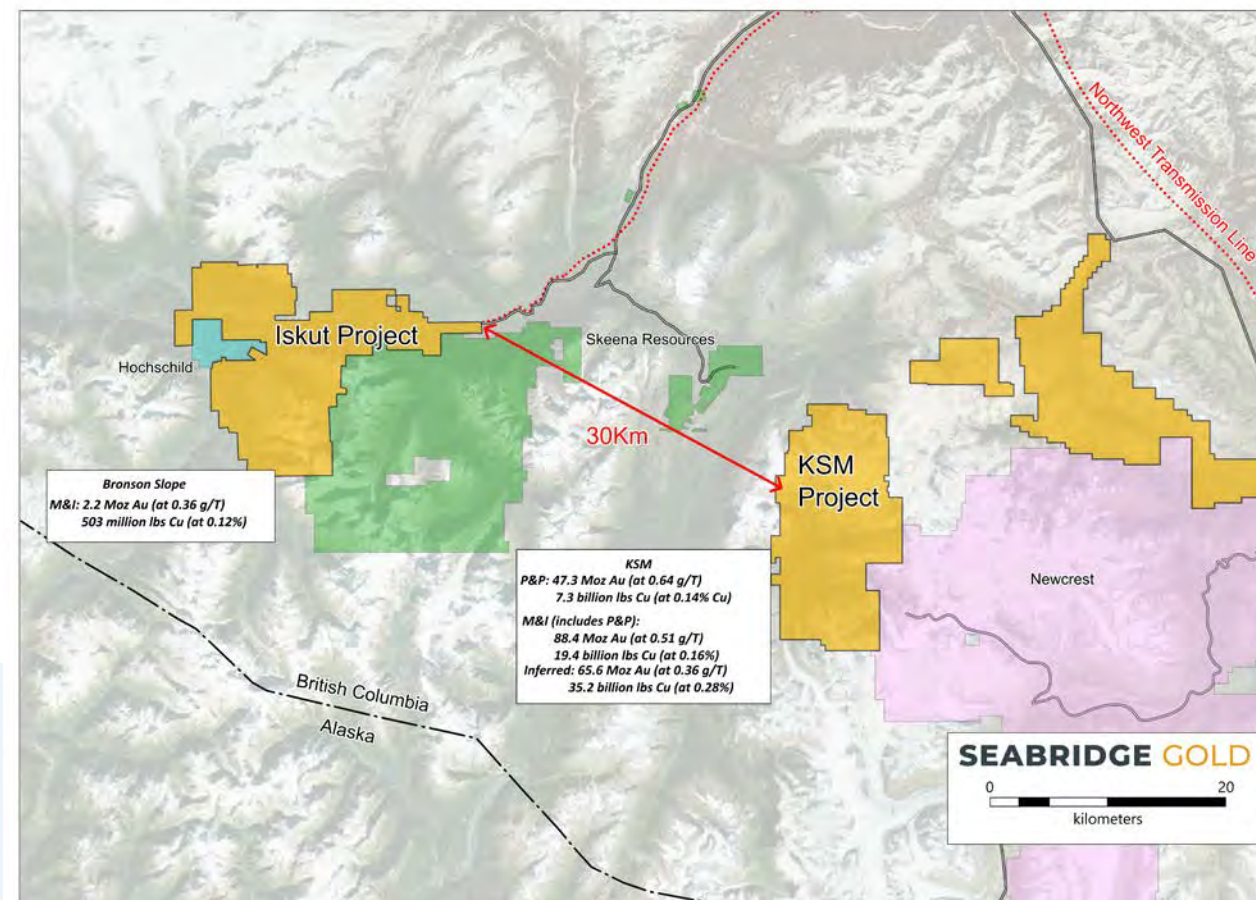 Northwest Transmission Line
Iskut Project
Skeena Resources
Hochschild
30Km
KSM
Project
Bronson Slope
M&I: 2.2 Moz Au (at 0.36 g/T)
503 million lbs Cu (at 0.12%)
KSM
P&P: 47.3 Moz Au (at 0.64 g/T)
7.3 billion lbs Cu (at 0.14% Cu)
M&I (includes P&P):
88.4 Moz Au (at 0.51 g/T)
19.4 billion lbs Cu (at 0.16%)
Inferred: 65.6 Moz Au (at 0.36 g/T)
35.2 billion lbs Cu (at 0.28%)
Newcrest
British Columbia
Alaska
SEABRIDGE GOLD
0 20
kilometers